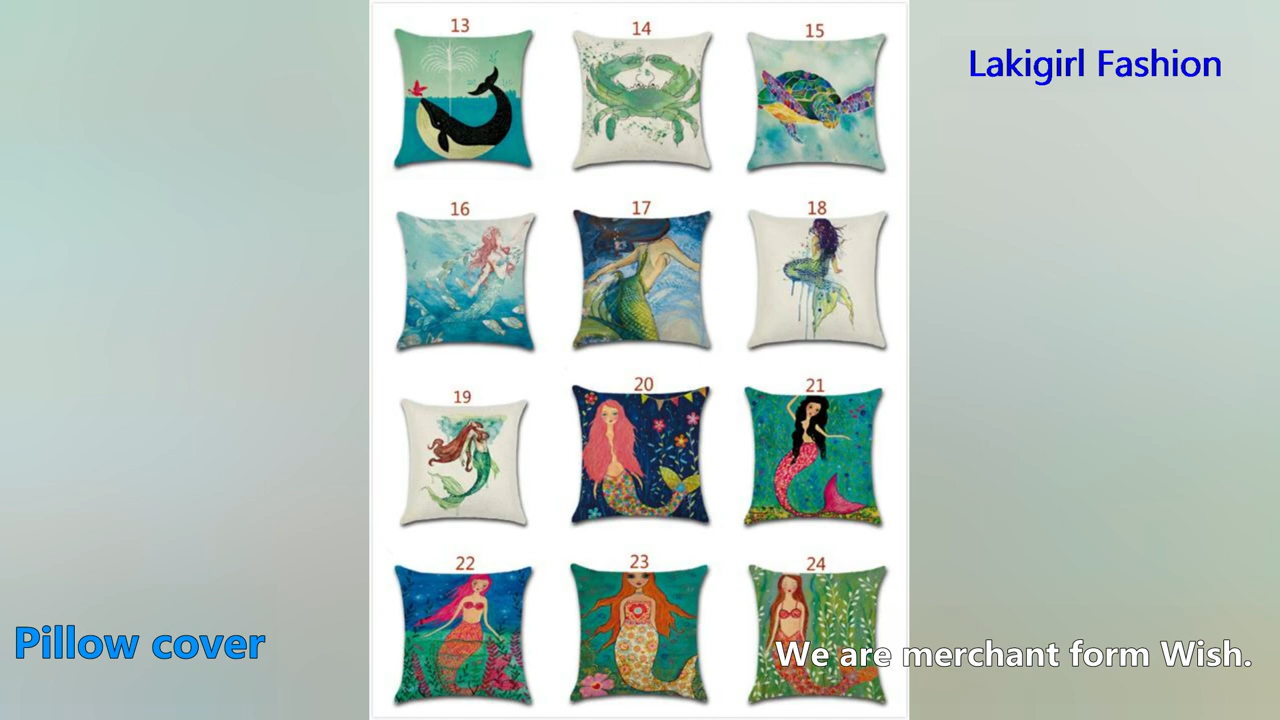 13 14 15
Lakigirl Fashion
16 17 18
19 20 21
22 23 24
Pillow cover
We are merchant form Wish.